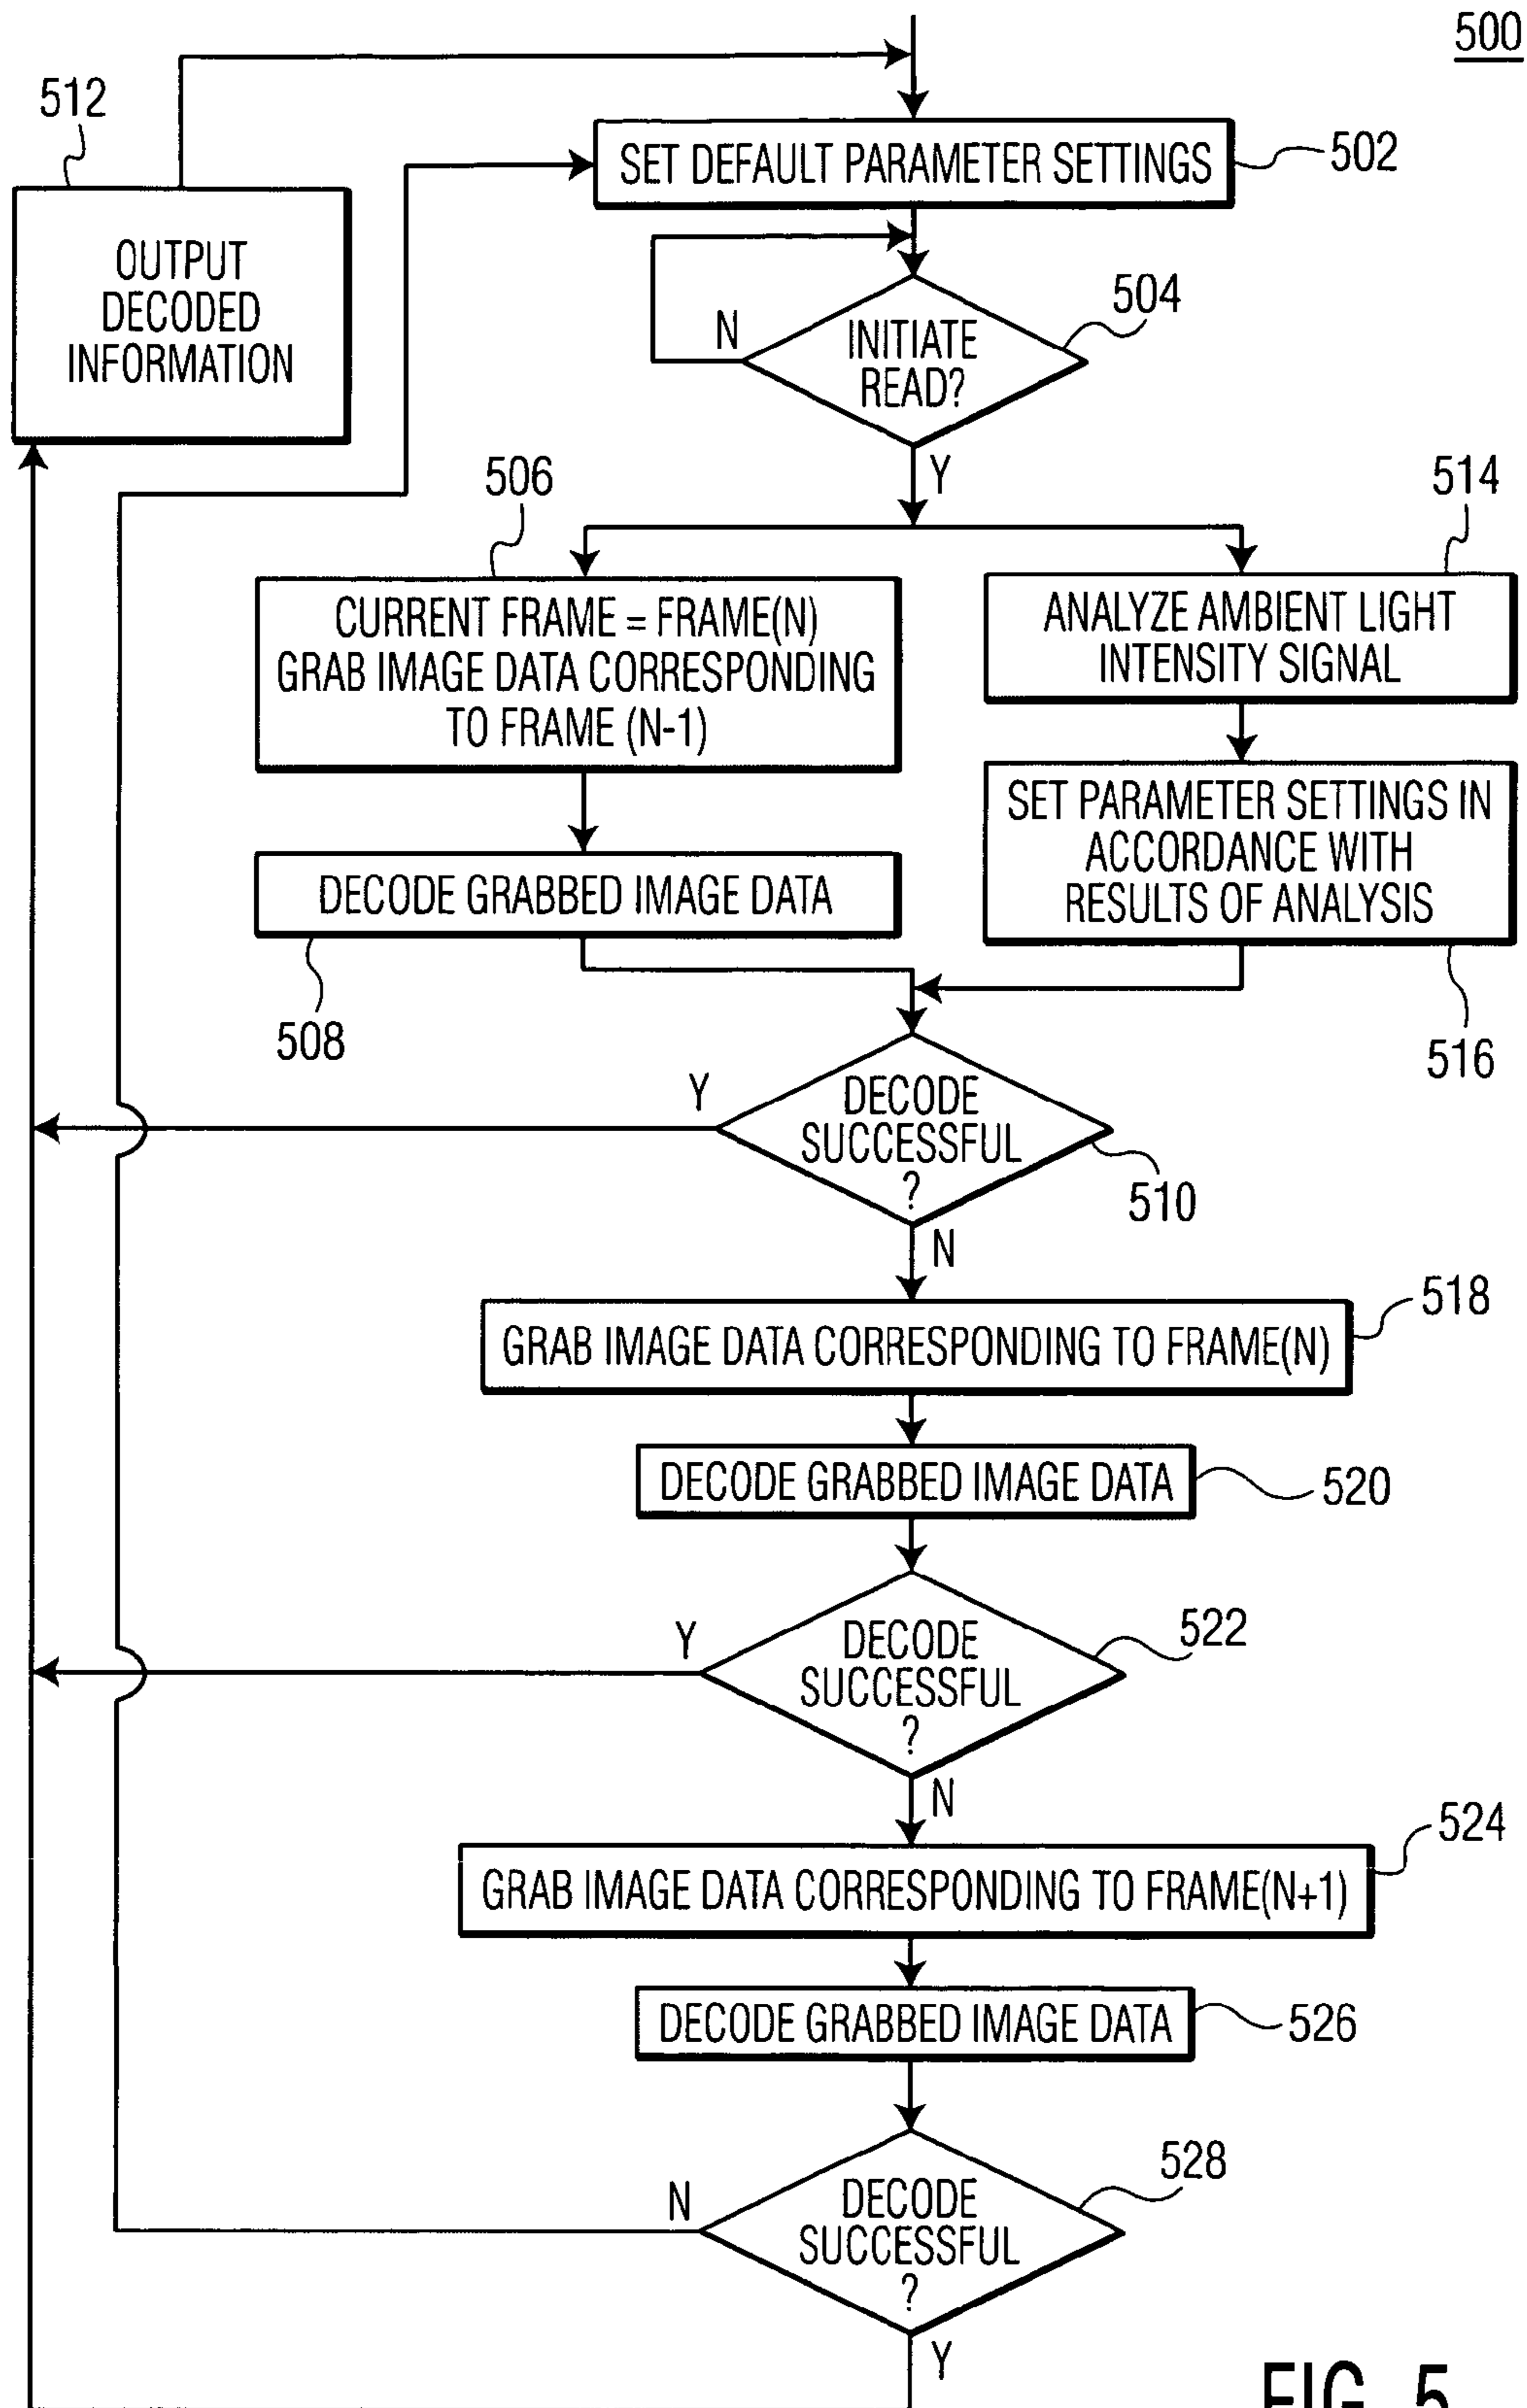 500
512
SET DEFAULT PARAMETER SETTINGS
502
OUTPUT
DECODED
INFORMATION
N
INITIATE
READ?
504
Y
506
514
CURRENT FRAME = FRAME(N)
GRAB IMAGE DATA CORRESPONDING
TO FRAME (N-1)
ANALYZE AMBIENT LIGHT
INTENSITY SIGNAL
DECODE GRABBED IMAGE DATA
508
SET PARAMETER SETTINGS IN
ACCORDANCE WITH
RESULTS OF ANALYSIS
516
Y
DECODE
SUCCESSFUL
?
510
N
GRAB IMAGE DATA CORRESPONDING TO FRAME(N)
518
DECODE GRABBED IMAGE DATA
520
Y
DECODE
SUCCESSFUL
?
522
N
GRAB IMAGE DATA CORRESPONDING TO FRAME(N+1)
524
DECODE GRABBED IMAGE DATA
526
N
DECODE
SUCCESSFUL
?
528
Y
FIG. 5